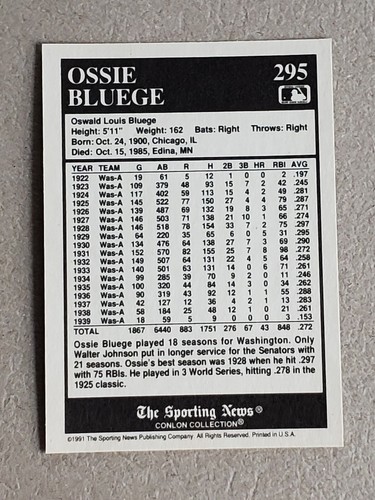 OSSIE 295
BLUEGE
Oswald Louis Bluege
Height: 5'11" Weight: 162 Bats: Right Throws: Right
Born: Oct. 24, 1900, Chicago, IL
Died: Oct. 15, 1985, Edina, MN
YEAR TEAM G AB R H 2B 3B HR RBI AVG
1922 Was-A 19 61 5 12 1 0 0 2 .197
1923 Was-A 109 379 48 93 15 7 2 42 .245
1924 Was-A 117 402 59 113 15 4 2 49 .281
1925 Was-A 145 522 77 150 27 4 4 79 .287
1926 Was-A 139 487 69 132 19 8 3 65 .271
1927 Was-A 146 503 71 138 21 10 1 66 .274
1928 Was-A 146 518 78 154 33 7 2 75 .297
1929 Was-A 64 220 35 65 6 0 5 31 .295
1930 Was-A 134 476 64 138 27 7 3 69 .290
1931 Was-A 152 570 82 155 25 7 8 98 .272
1932 Was-A 149 507 64 131 22 4 5 64 .258
1933 Was-A 140 501 63 131 14 0 6 71 .261
1934 Was-A 99 285 39 70 9 2 0 11 .246
1935 Was-A 100 320 44 84 14 3 0 34 .262
1936 Was-A 90 319 43 92 12 1 1 55 .288
1937 Was-A 42 127 12 36 4 2 1 13 .283
1938 Was-A 58 184 25 48 12 1 0 21 .261
1939 Was-A 18 59 5 9 0 0 0 3 .153
TOTAL 1867 6440 883 1751 276 67 43 848 .272
Ossie Bluege played 18 seasons for Washington. Only
Walter Johnson put in longer service for the Senators with
21 seasons. Ossie's best season was 1928 when he hit .297
with 75 RBIs. He played in 3 World Series, hitting .278 in the
1925 classic.
The Sporting News®
CONLON COLLECTION®
©1991 The Sporting News Publishing Company. All Rights Reserved. Printed in U.S.A.